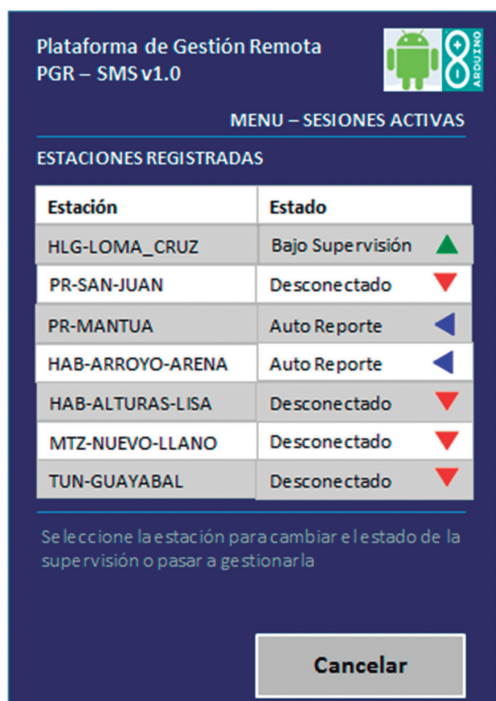 Plataforma de Gestión Remota
PGR – SMS v1.0
ARDUINO
MENU – SESIONES ACTIVAS
ESTACIONES REGISTRADAS
Estación Estado
HLG-LOMA_CRUZ Bajo Supervisión
PR-SAN-JUAN Desconectado
PR-MANTUA Auto Reporte
HAB-ARROYO-ARENA Auto Reporte
HAB-ALTURAS-LISA Desconectado
MTZ-NUEVO-LLANO Desconectado
TUN-GUAYABAL Desconectado
Seleccione la estación para cambiar el estado de la
supervisión o pasar a gestionarla
Cancelar